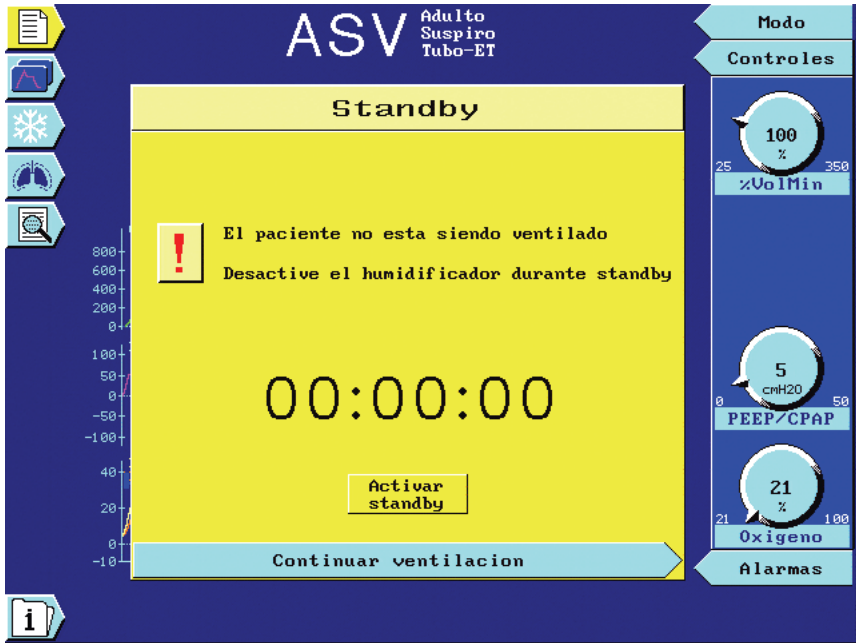 ASV
Adulto
Suspiro
Tubo-ET
Modo
Controles
Standby
100
%
25
350
%VolMin
!
El paciente no esta siendo ventilado
Desactive el humidificador durante standby
800
600
400
200
0
100
50
0
-50
-100
40
20
0
-10
00:00:00
Activar
standby
Continuar ventilacion
5
cmH2O
0
50
PEEP/CPAP
21
%
21
100
Oxigeno
Alarmas
i